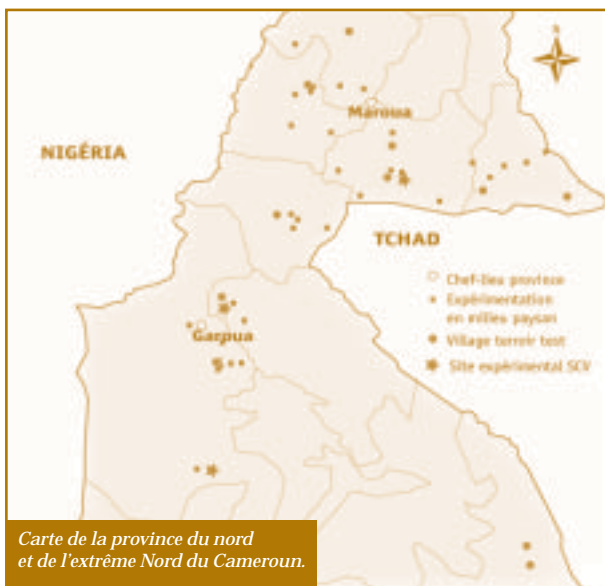 N
Maroua
NIGÉRIA
TCHAD
Chef-lieu province
Expérimentation
en milieu paysan
Village terroir test
Site expérimental SCV
Garoua
Carte de la province du nord
et de l'extrême Nord du Cameroun.